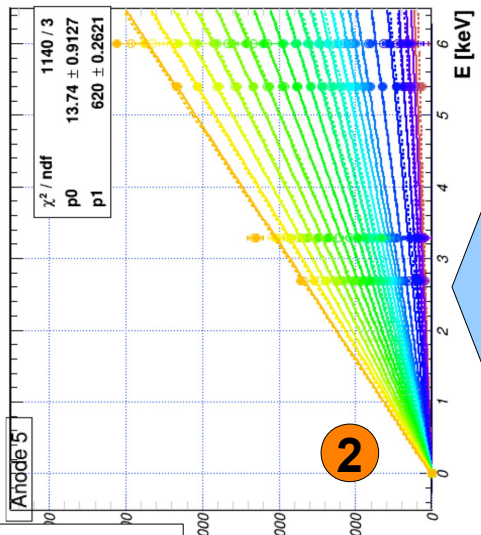 Anode '5'
χ² / ndf 1140 / 3
p0 13.74 ± 0.9127
p1 620 ± 0.2621
2
0
0 1 2 3 4 5 6
E [keV]